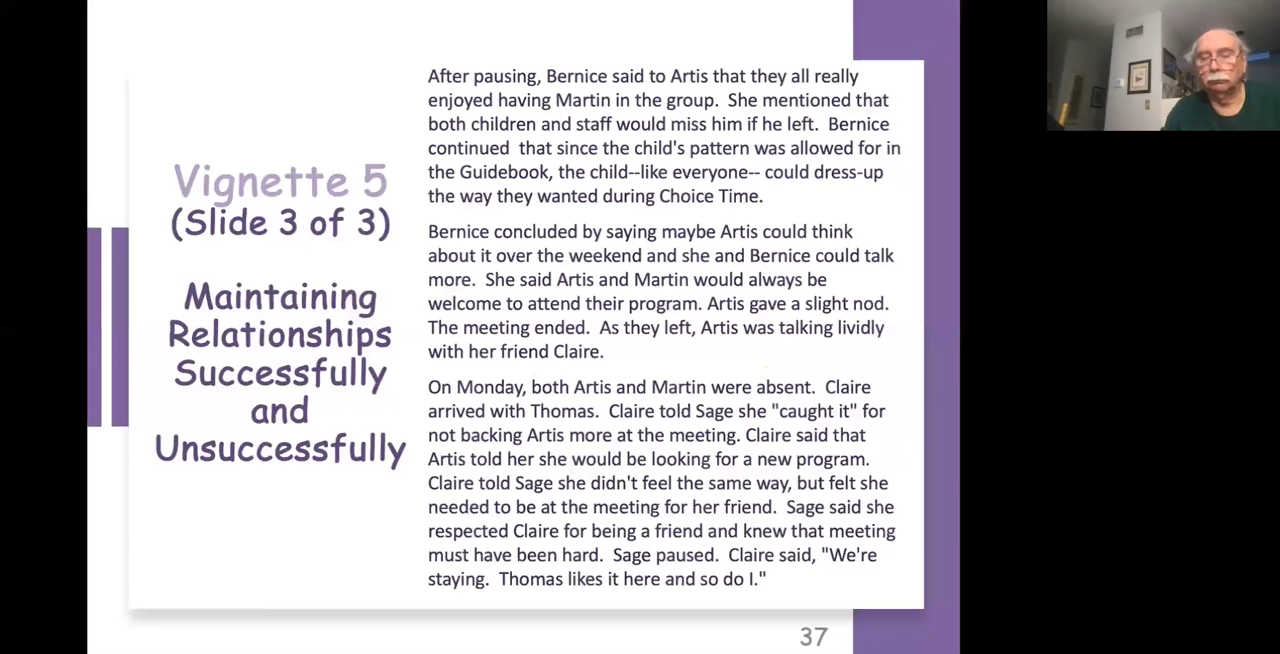 Vignette 5
(Slide 3 of 3)
Maintaining
Relationships
Successfully
and
Unsuccessfully
After pausing, Bernice said to Artis that they all really
enjoyed having Martin in the group.  She mentioned that
both children and staff would miss him if he left.  Bernice
continued  that since the child's pattern was allowed for in
the Guidebook, the child--like everyone-- could dress-up
the way they wanted during Choice Time.
Bernice concluded by saying maybe Artis could think
about it over the weekend and she and Bernice could talk
more.  She said Artis and Martin would always be
welcome to attend their program. Artis gave a slight nod.
The meeting ended.  As they left, Artis was talking lividly
with her friend Claire.
On Monday, both Artis and Martin were absent.  Claire
arrived with Thomas.  Claire told Sage she "caught it" for
not backing Artis more at the meeting. Claire said that
Artis told her she would be looking for a new program.
Claire told Sage she didn't feel the same way, but felt she
needed to be at the meeting for her friend.  Sage said she
respected Claire for being a friend and knew that meeting
must have been hard.  Sage paused.  Claire said, "We're
staying.  Thomas likes it here and so do I."
37